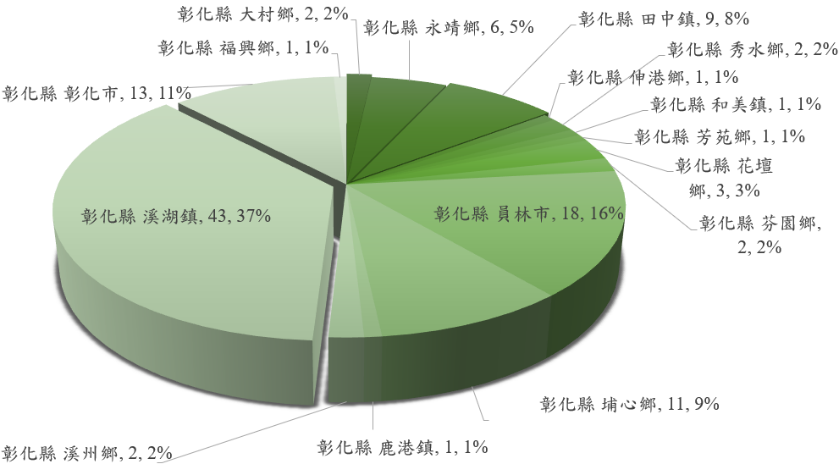 彰化縣 大村鄉, 2, 2%
彰化縣 永靖鄉, 6, 5%
彰化縣 田中鎮, 9, 8%
彰化縣 秀水鄉, 2, 2%
彰化縣 伸港鄉, 1, 1%
彰化縣 和美鎮, 1, 1%
彰化縣 芳苑鄉, 1, 1%
彰化縣 花壇
鄉, 3, 3%
彰化縣 芬園鄉,
2, 2%
彰化縣 員林市, 18, 16%
彰化縣 埔心鄉, 11, 9%
彰化縣 鹿港鎮, 1, 1%
彰化縣 溪州鄉, 2, 2%
彰化縣 溪湖鎮, 43, 37%
彰化縣 彰化市, 13, 11%
彰化縣 福興鄉, 1, 1%